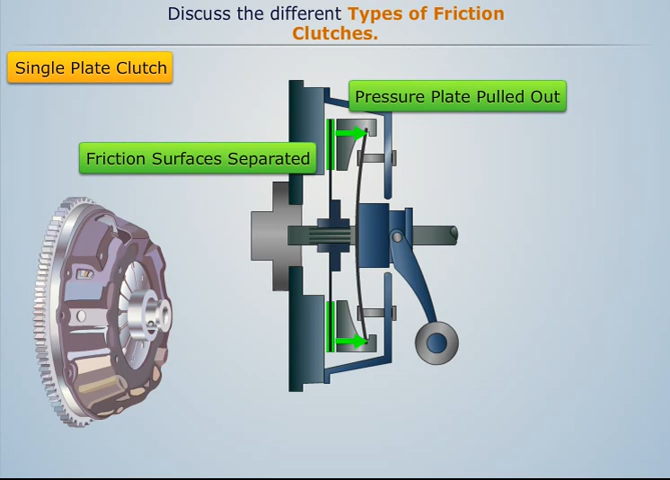 Discuss the different Types of Friction
Clutches.
Single Plate Clutch
Pressure Plate Pulled Out
Friction Surfaces Separated